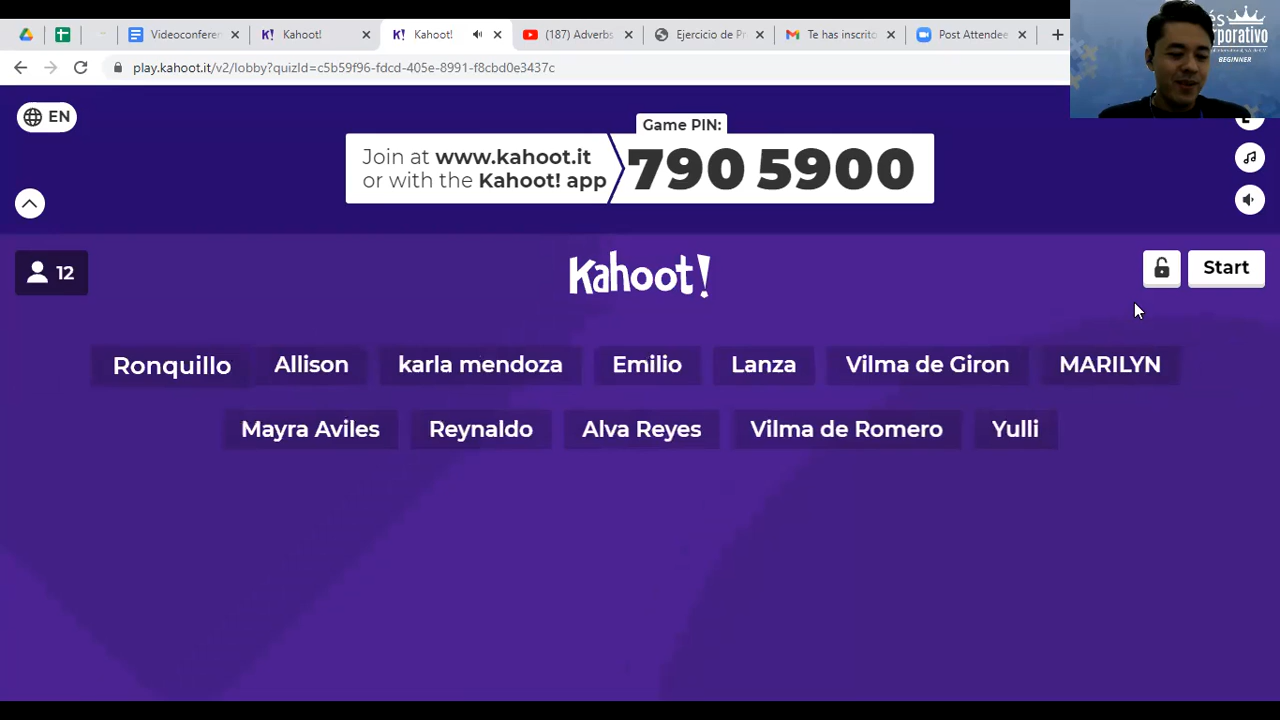 Videoconferen
Kahoot!
Kahoot!
(187) Adverbs
Ejercicio de Pr
Te has inscrito
Post Attendee
play.kahoot.it/v2/lobby?quizId=c5b59f96-fdcd-405e-8991-f8cbd0e3437c
BEGINNER
EN
Game PIN:
Join at www.kahoot.it
or with the Kahoot! app
790 5900
12
Kahoot!
Start
Ronquillo Allison karla mendoza Emilio Lanza Vilma de Giron MARILYN
Mayra Aviles Reynaldo Alva Reyes Vilma de Romero Yulli